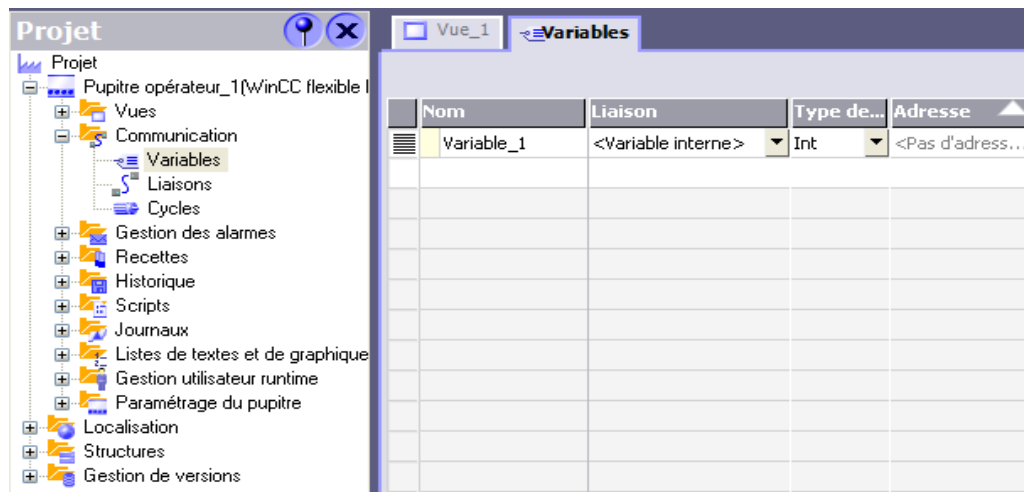 Projet
Projet
Pupitre opérateur_1(WinCC flexible
Vues
Communication
Variables
Liaisons
Cycles
Gestion des alarmes
Recettes
Historique
Scripts
Journaux
Listes de textes et de graphique
Gestion utilisateur runtime
Paramétrage du pupitre
Localisation
Structures
Gestion de versions
Vue_1 Variables
Nom Liaison Type de... Adresse
Variable_1 <Variable interne> Int <Pas d'adress...